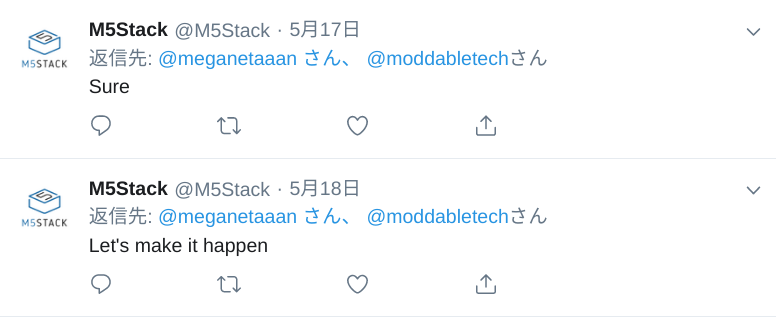 M5Stack @M5Stack · 5月17日
返信先: @meganetaaan さん、 @moddabletechさん
M5STACK
Sure
M5Stack @M5Stack · 5月18日
返信先: @meganetaaan さん、 @moddabletechさん
M5STACK
Let's make it happen